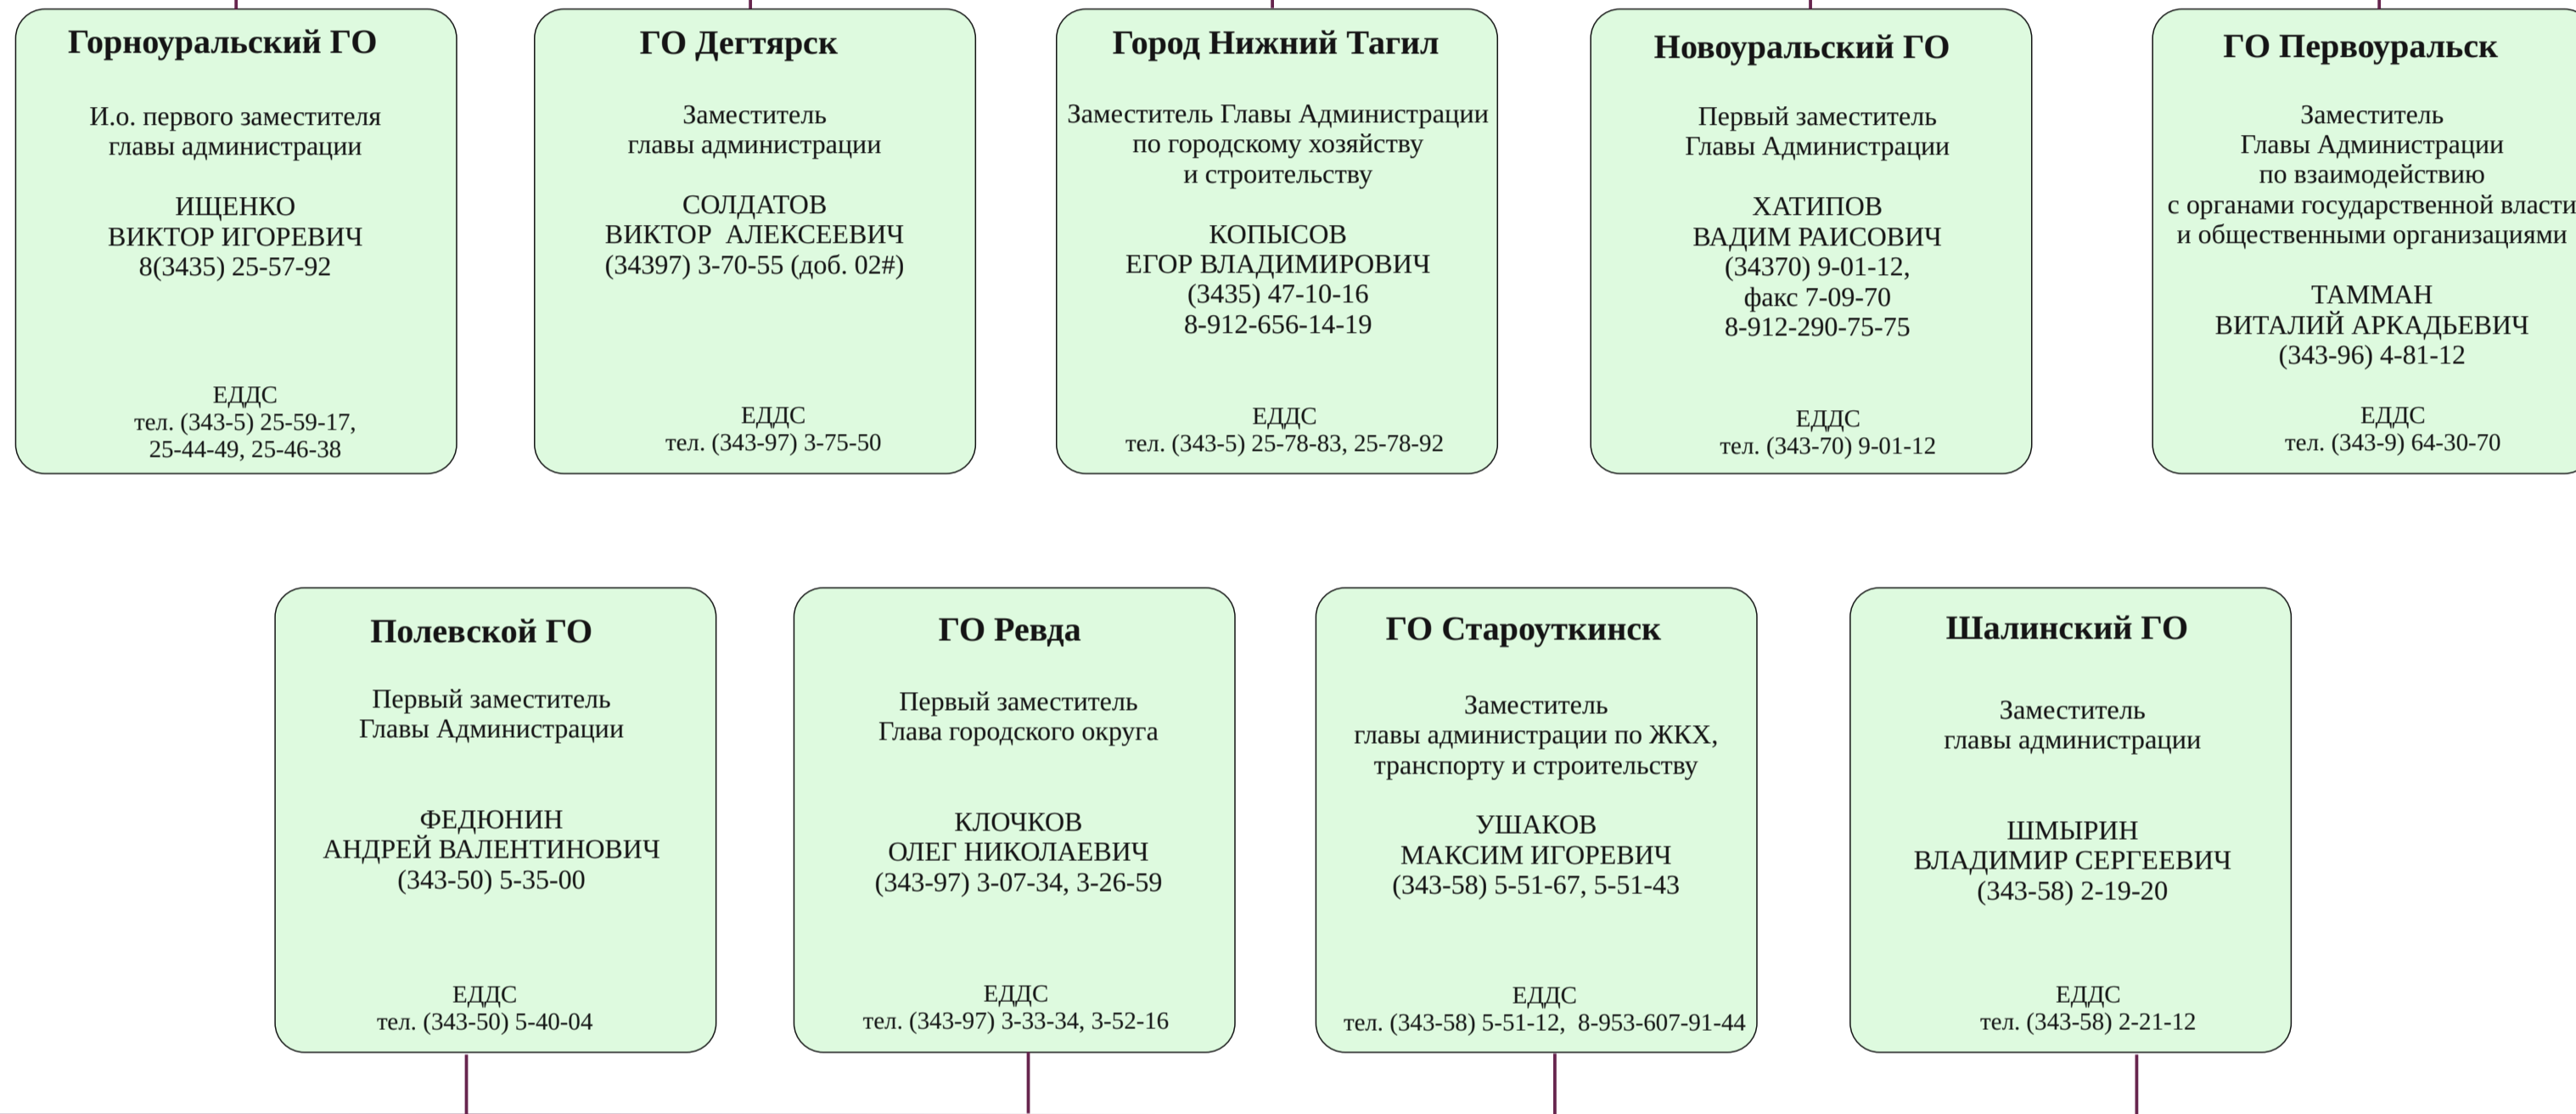 Горноуральский ГО
И.о. первого заместителя
главы администрации
ИЩЕНКО
ВИКТОР ИГОРЕВИЧ
8(3435) 25-57-92
ЕДДС
тел. (343-5) 25-59-17,
25-44-49, 25-46-38
ГО Дегтярск
Заместитель
главы администрации
СОЛДАТОВ
ВИКТОР  АЛЕКСЕЕВИЧ
(34397) 3-70-55 (доб. 02#)
ЕДДС
тел. (343-97) 3-75-50
Город Нижний Тагил
Заместитель Главы Администрации
по городскому хозяйству
и строительству
КОПЫСОВ
ЕГОР ВЛАДИМИРОВИЧ
(3435) 47-10-16
8-912-656-14-19
ЕДДС
тел. (343-5) 25-78-83, 25-78-92
Новоуральский ГО
Первый заместитель
Главы Администрации
ХАТИПОВ
ВАДИМ РАИСОВИЧ
(34370) 9-01-12,
факс 7-09-70
8-912-290-75-75
ЕДДС
тел. (343-70) 9-01-12
ГО Первоуральск
Заместитель
Главы Администрации
по взаимодействию
с органами государственной власти
и общественными организациями
ТАММАН
ВИТАЛИЙ АРКАДЬЕВИЧ
(343-96) 4-81-12
ЕДДС
тел. (343-9) 64-30-70
Полевской ГО
Первый заместитель
Главы Администрации
ФЕДЮНИН
АНДРЕЙ ВАЛЕНТИНОВИЧ
(343-50) 5-35-00
ЕДДС
тел. (343-50) 5-40-04
ГО Ревда
Первый заместитель
Глава городского округа
КЛОЧКОВ
ОЛЕГ НИКОЛАЕВИЧ
(343-97) 3-07-34, 3-26-59
ЕДДС
тел. (343-97) 3-33-34, 3-52-16
ГО Староуткинск
Заместитель
главы администрации по ЖКХ,
транспорту и строительству
УШАКОВ
МАКСИМ ИГОРЕВИЧ
(343-58) 5-51-67, 5-51-43
ЕДДС
тел. (343-58) 5-51-12,  8-953-607-91-44
Шалинский ГО
Заместитель
главы администрации
ШМЫРИН
ВЛАДИМИР СЕРГЕЕВИЧ
(343-58) 2-19-20
ЕДДС
тел. (343-58) 2-21-12